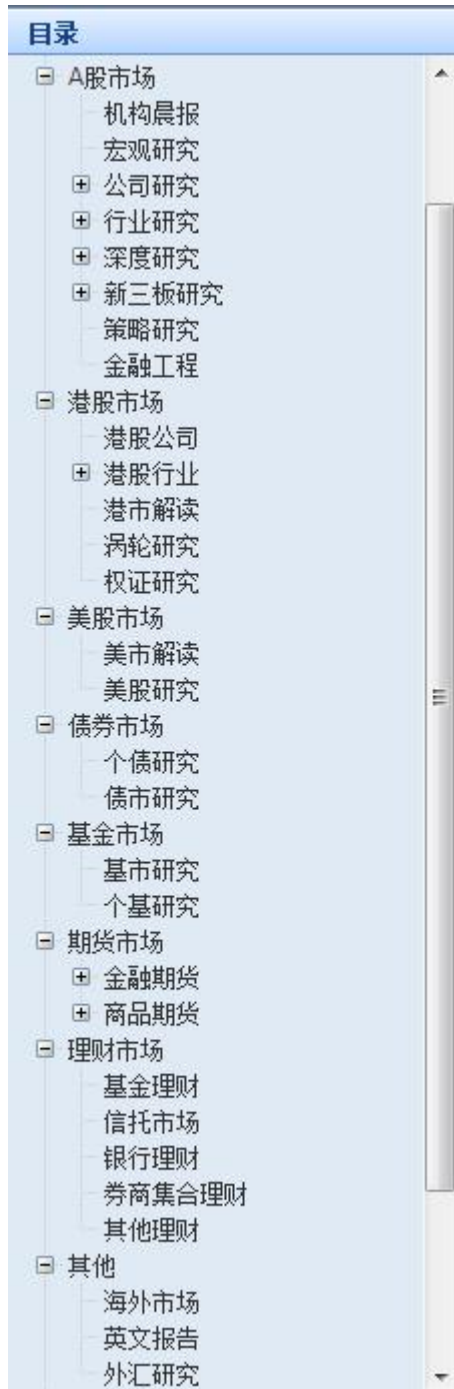 目录
A股市场
机构晨报
宏观研究
公司研究
行业研究
深度研究
新三板研究
策略研究
金融工程
港股市场
港股公司
港股行业
港市解读
涡轮研究
权证研究
美股市场
美市解读
美股研究
债券市场
个债研究
债市研究
基金市场
基市研究
个基研究
期货市场
金融期货
商品期货
理财市场
基金理财
信托市场
银行理财
券商集合理财
其他理财
其他
海外市场
英文报告
外汇研究